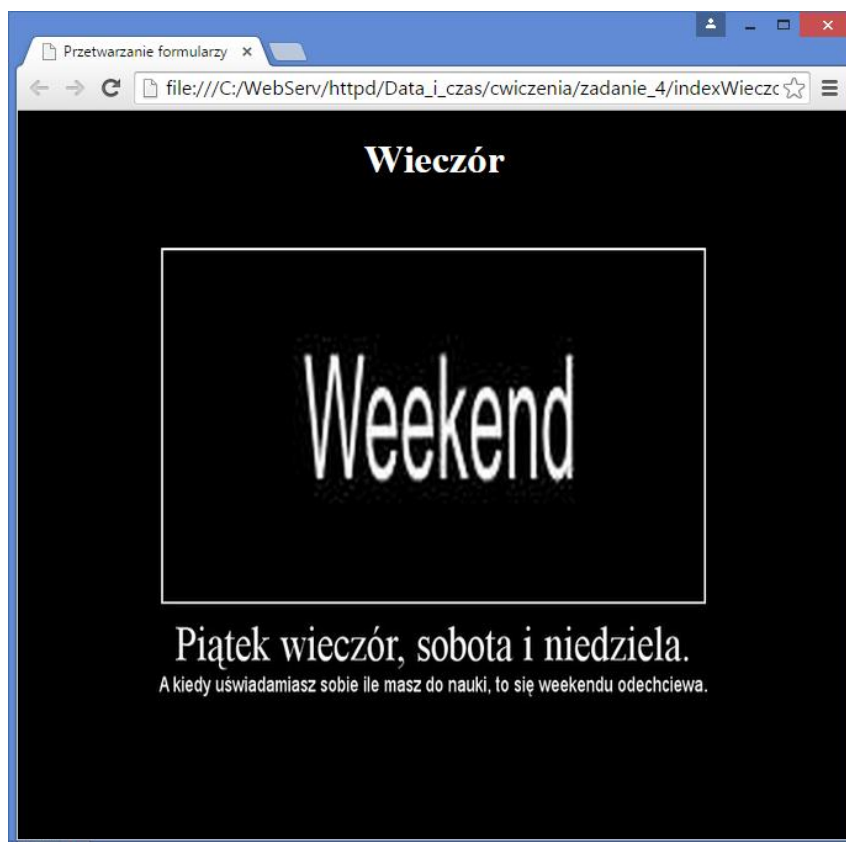 Przetwarzanie formularzy
file:///C:/WebServ/httpd/Data_i_czas/cwiczenia/zadanie_4/indexWieczo
Wieczór
Weekend
Piątek wieczór, sobota i niedziela.
A kiedy uświadamiasz sobie ile masz do nauki, to się weekendu odechciewa.